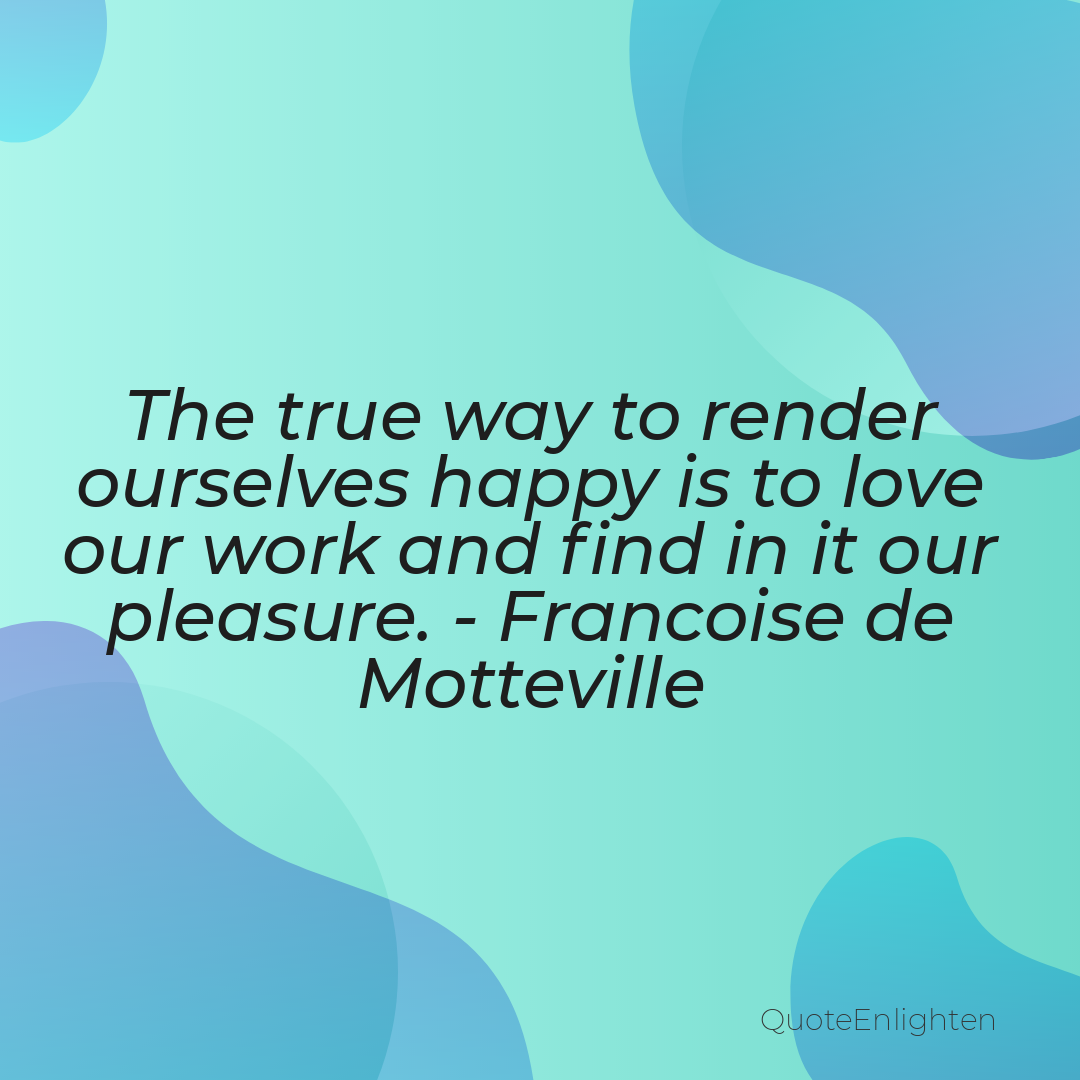 The true way to render
ourselves happy is to love
our work and find in it our
pleasure. - Francoise de
Motteville
QuoteEnlighten